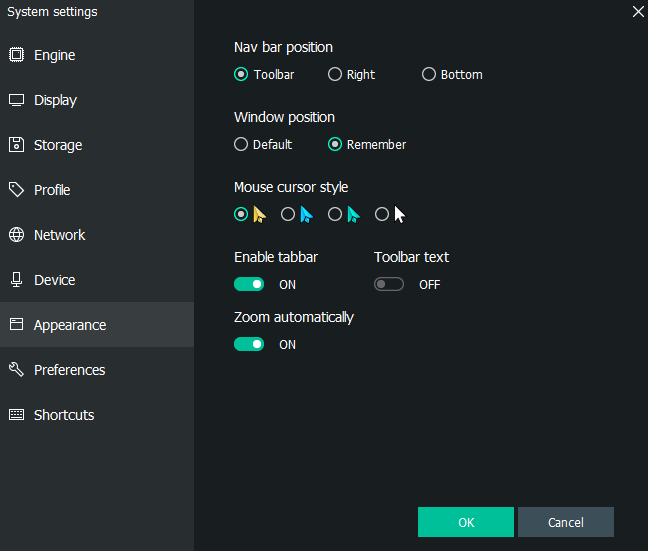 System settings
Engine
Display
Storage
Profile
Network
Device
Appearance
Preferences
Shortcuts
Nav bar position
Toolbar Right Bottom
Window position
Default Remember
Mouse cursor style
Enable tabbar Toolbar text
ON OFF
Zoom automatically
ON
OK Cancel